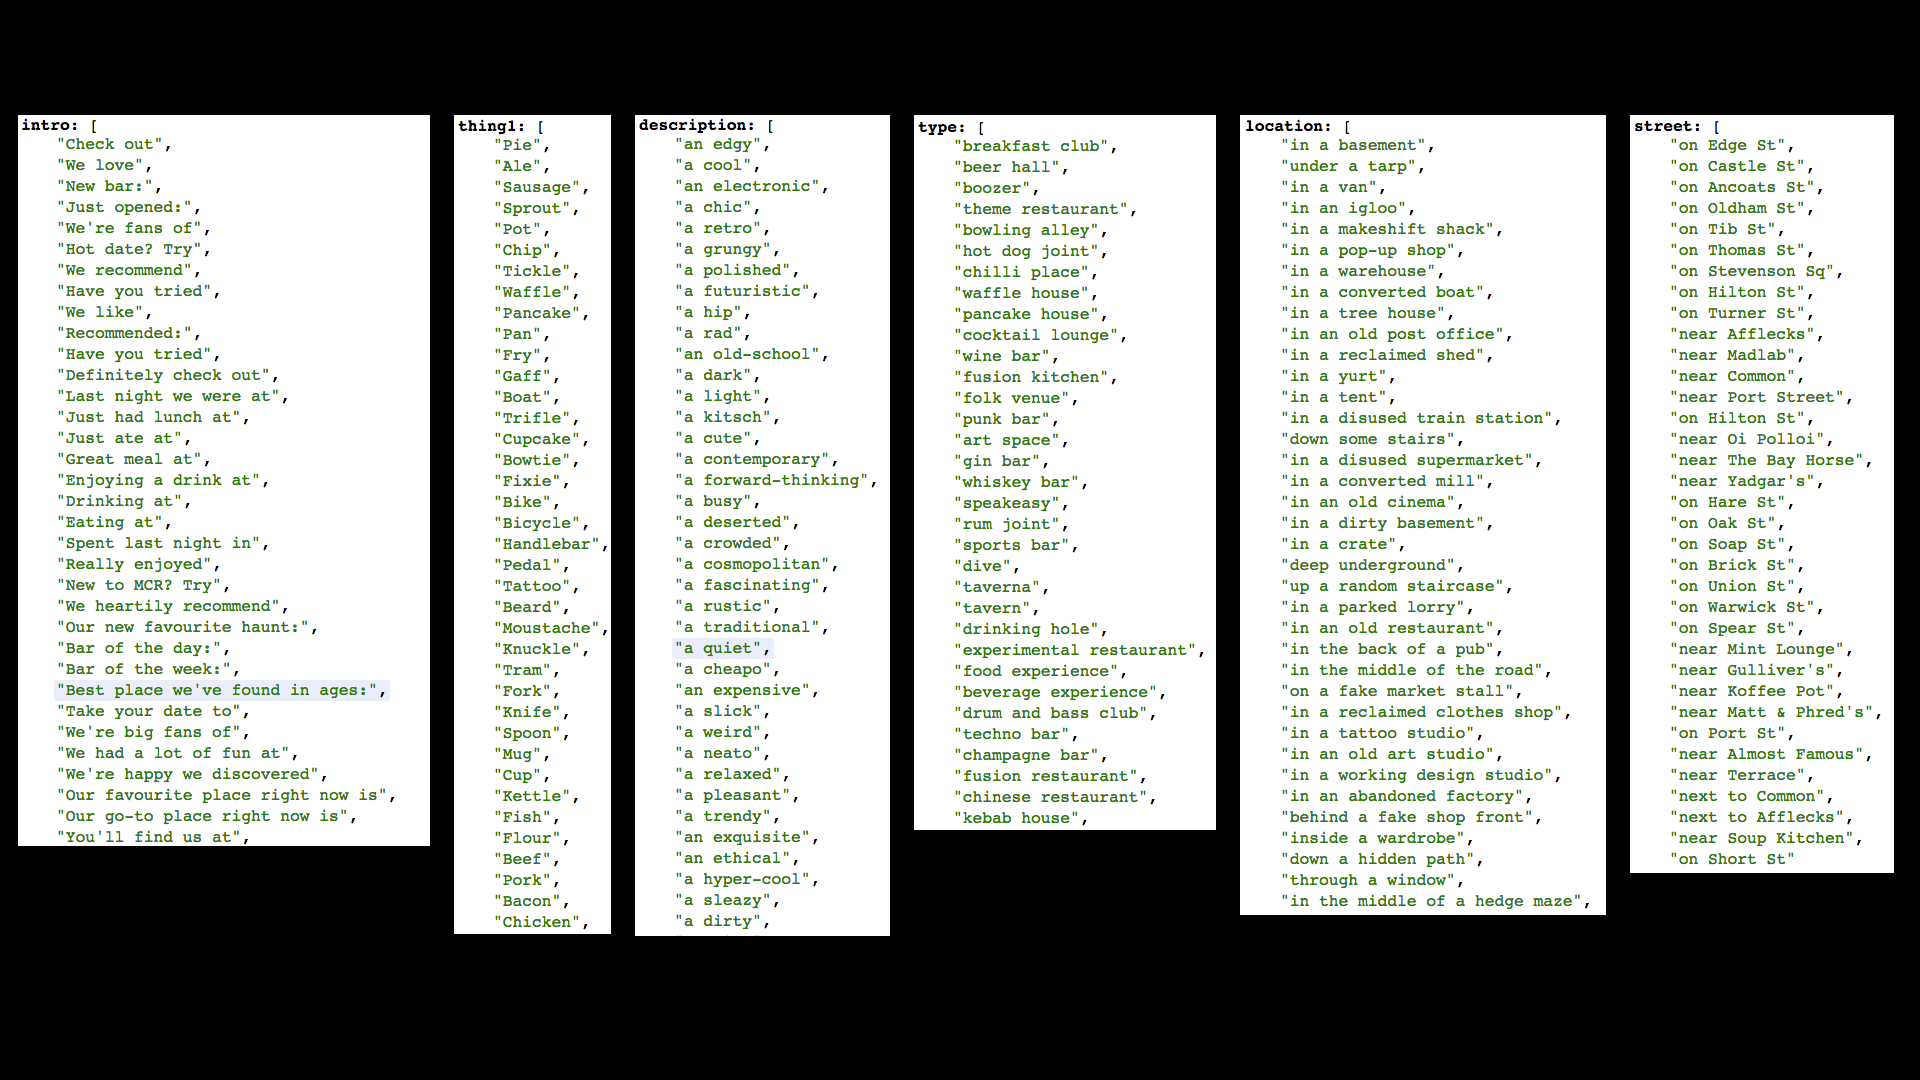 intro: [
"Check out",
"We love",
"New bar:",
"Just opened:",
"We're fans of",
"Hot date? Try",
"We recommend",
"Have you tried",
"We like",
"Recommended:",
"Have you tried",
"Definitely check out",
"Last night we were at",
"Just had lunch at",
"Just ate at",
"Great meal at",
"Enjoying a drink at",
"Drinking at",
"Eating at",
"Spent last night in",
"Really enjoyed",
"New to MCR? Try",
"We heartily recommend",
"Our new favourite haunt:",
"Bar of the day:",
"Bar of the week:",
"Best place we've found in ages:",
"Take your date to",
"We're big fans of",
"We had a lot of fun at",
"We're happy we discovered",
"Our favourite place right now is",
"Our go-to place right now is",
"You'll find us at",
thing1: [
"Pie",
"Ale",
"Sausage",
"Sprout",
"Pot",
"Chip",
"Tickle",
"Waffle",
"Pancake",
"Pan",
"Fry",
"Gaff",
"Boat",
"Trifle",
"Cupcake",
"Bowtie",
"Fixie",
"Bike",
"Bicycle",
"Handlebar",
"Pedal",
"Tattoo",
"Beard",
"Moustache",
"Knuckle",
"Tram",
"Fork",
"Knife",
"Spoon",
"Mug",
"Cup",
"Kettle",
"Fish",
"Flour",
"Beef",
"Pork",
"Bacon",
"Chicken",
description: [
"an edgy",
"a cool",
"an electronic",
"a chic",
"a retro",
"a grungy",
"a polished",
"a futuristic",
"a hip",
"a rad",
"an old-school",
"a dark",
"a light",
"a kitsch",
"a cute",
"a contemporary",
"a forward-thinking",
"a busy",
"a deserted",
"a crowded",
"a cosmopolitan",
"a fascinating",
"a rustic",
"a traditional",
"a quiet",
"a cheapo",
"an expensive",
"a slick",
"a weird",
"a neato",
"a relaxed",
"a pleasant",
"a trendy",
"an exquisite",
"an ethical",
"a hyper-cool",
"a sleazy",
"a dirty",
type: [
"breakfast club",
"beer hall",
"boozer",
"theme restaurant",
"bowling alley",
"hot dog joint",
"chilli place",
"waffle house",
"pancake house",
"cocktail lounge",
"wine bar",
"fusion kitchen",
"folk venue",
"punk bar",
"art space",
"gin bar",
"whiskey bar",
"speakeasy",
"rum joint",
"sports bar",
"dive",
"taverna",
"tavern",
"drinking hole",
"experimental restaurant",
"food experience",
"beverage experience",
"drum and bass club",
"techno bar",
"champagne bar",
"fusion restaurant",
"chinese restaurant",
"kebab house",
location: [
"in a basement",
"under a tarp",
"in a van",
"in an igloo",
"in a makeshift shack",
"in a pop-up shop",
"in a warehouse",
"in a converted boat",
"in a tree house",
"in an old post office",
"in a reclaimed shed",
"in a yurt",
"in a tent",
"in a disused train station",
"down some stairs",
"in a disused supermarket",
"in a converted mill",
"in an old cinema",
"in a dirty basement",
"in a crate",
"deep underground",
"up a random staircase",
"in a parked lorry",
"in an old restaurant",
"in the back of a pub",
"in the middle of the road",
"on a fake market stall",
"in a reclaimed clothes shop",
"in a tattoo studio",
"in an old art studio",
"in a working design studio",
"in an abandoned factory",
"behind a fake shop front",
"inside a wardrobe",
"down a hidden path",
"through a window",
"in the middle of a hedge maze",
street: [
"on Edge St",
"on Castle St",
"on Ancoats St",
"on Oldham St",
"on Tib St",
"on Thomas St",
"on Stevenson Sq",
"on Hilton St",
"on Turner St",
"near Afflecks",
"near Madlab",
"near Common",
"near Port Street",
"on Hilton St",
"near Oi Polloi",
"near The Bay Horse",
"near Yadgar's",
"on Hare St",
"on Oak St",
"on Soap St",
"on Brick St",
"on Union St",
"on Warwick St",
"on Spear St",
"near Mint Lounge",
"near Gulliver's",
"near Koffee Pot",
"near Matt & Phred's",
"on Port St",
"near Almost Famous",
"near Terrace",
"next to Common",
"next to Afflecks",
"near Soup Kitchen",
"on Short St"